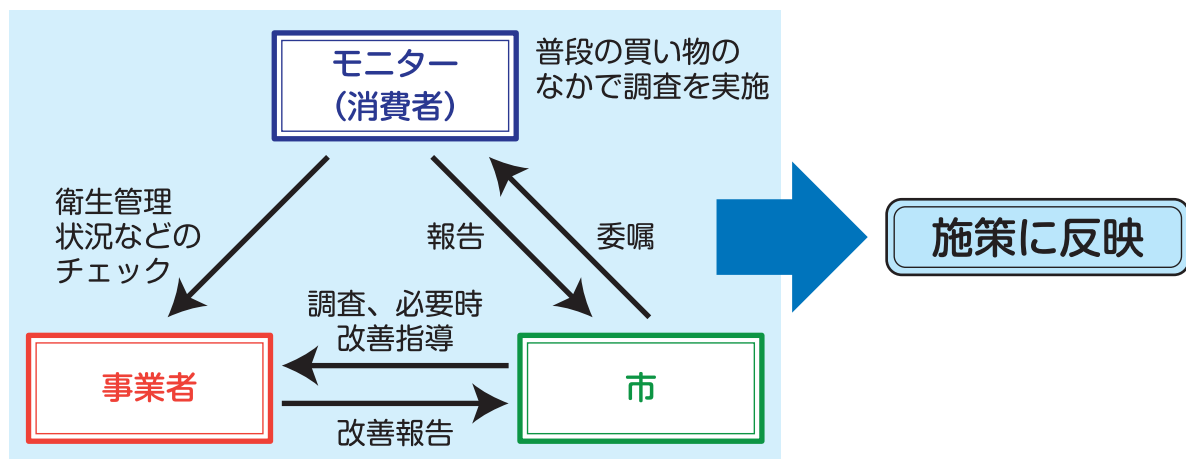 モニター
（消費者）
普段の買い物の
なかで調査を実施
衛生管理
状況などの
チェック
報告
委嘱
施策に反映
調査、必要時
改善指導
事業者
市
改善報告